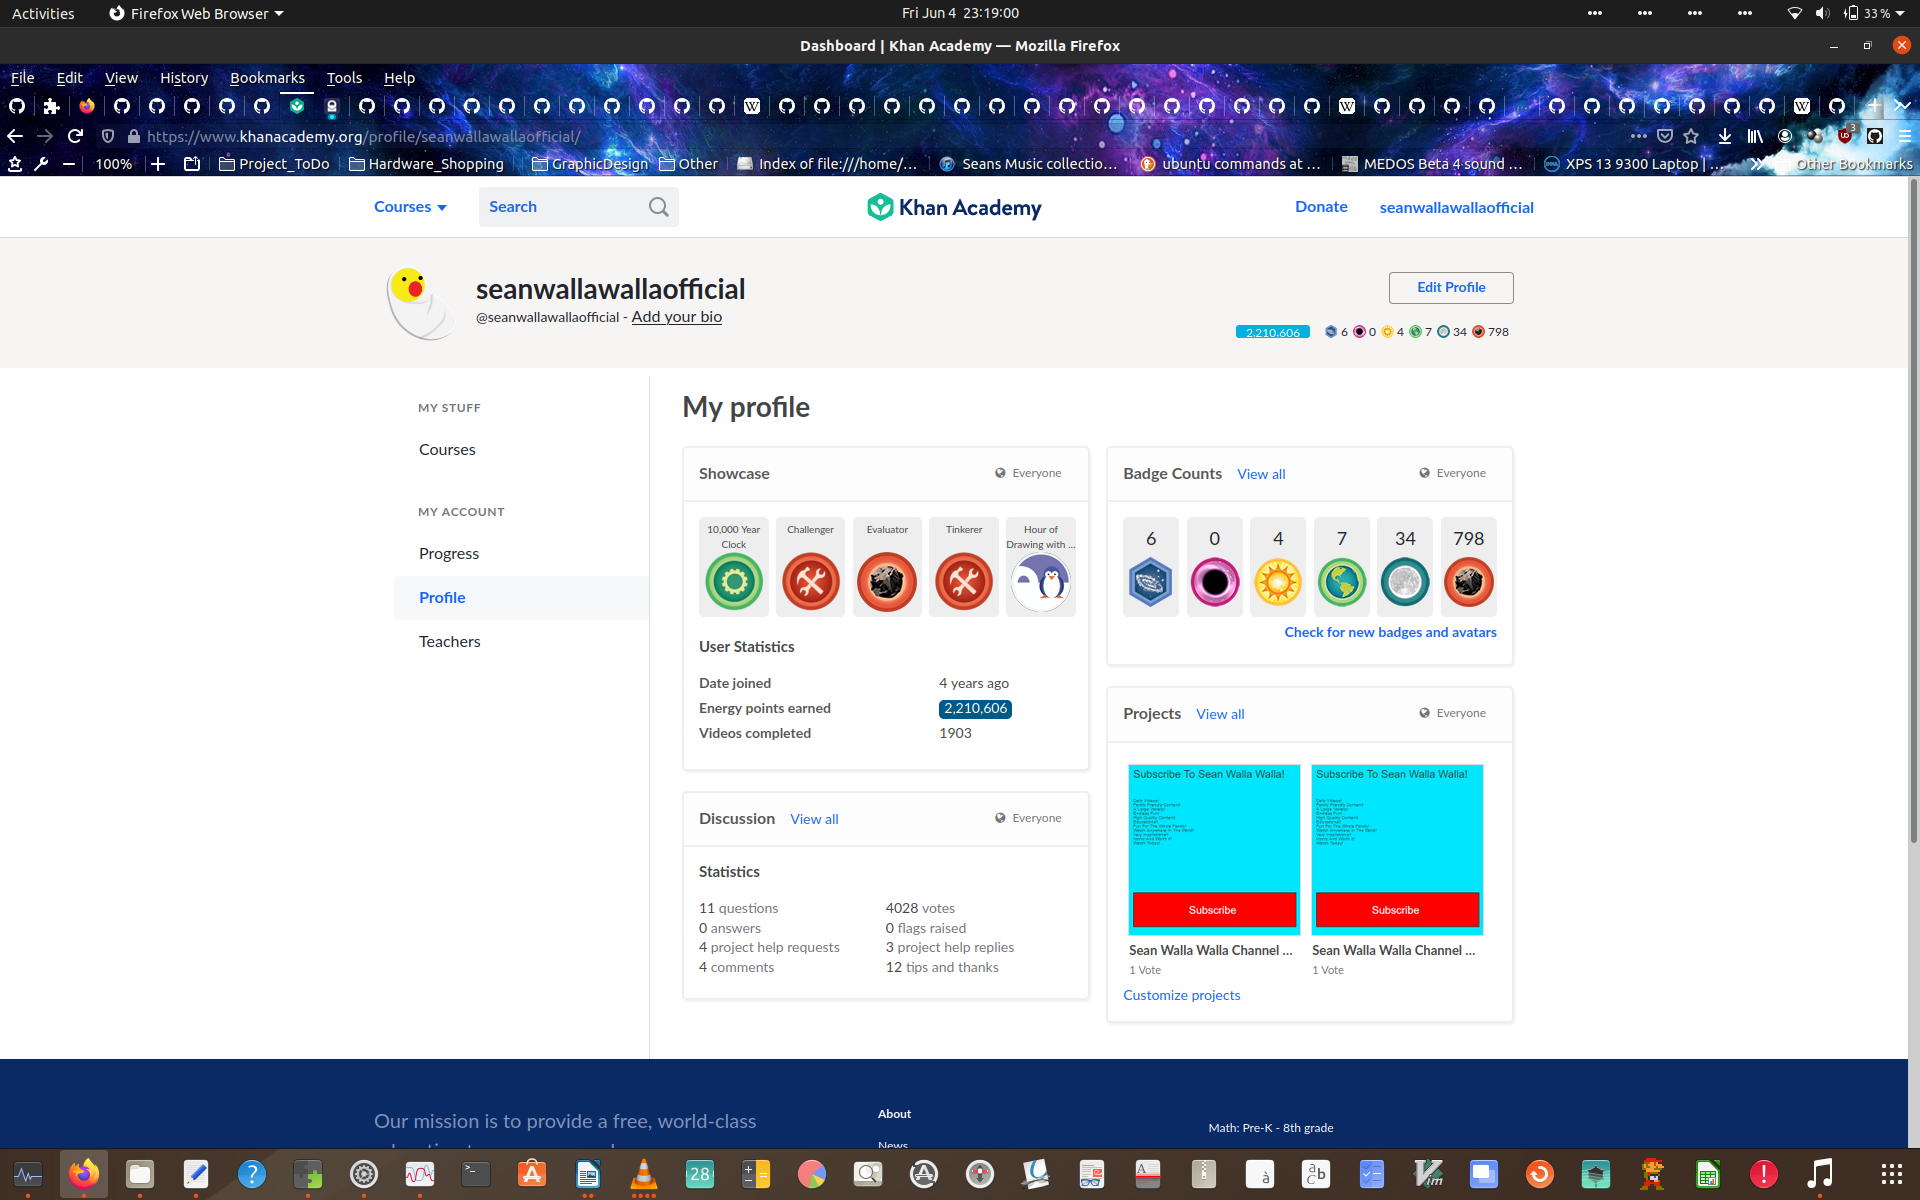 Activities
Firefox Web Browser
Fri Jun 4  23:19:00
33 %
Dashboard | Khan Academy — Mozilla Firefox
File Edit View History Bookmarks Tools Help
https://www.khanacademy.org/profile/seanwallawallaofficial/
3
100%
Project_ToDo
Hardware_Shopping
GraphicDesign
Other
Index of file:///home/...
Seans Music collectio...
ubuntu commands at ...
MEDOS Beta 4 sound ...
XPS 13 9300 Laptop | ...
Other Bookmarks
Courses
Search
Khan Academy
Donate
seanwallawallaofficial
seanwallawallaofficial
@seanwallawallaofficial - Add your bio
Edit Profile
2,210,606
6 0 4 7 34 798
MY STUFF
Courses
MY ACCOUNT
Progress
Profile
Teachers
My profile
Showcase
Everyone
10,000 Year
Clock
Challenger
Evaluator
Tinkerer
Hour of
Drawing with ...
User Statistics
Date joined 4 years ago
Energy points earned 2,210,606
Videos completed 1903
Discussion View all
Everyone
Statistics
11 questions 4028 votes
0 answers 0 flags raised
4 project help requests 3 project help replies
4 comments 12 tips and thanks
Badge Counts View all
Everyone
6 0 4 7 34 798
Check for new badges and avatars
Projects View all
Everyone
Subscribe To Sean Walla Walla!
Subscribe
Sean Walla Walla Channel ...
1 Vote
Subscribe To Sean Walla Walla!
Subscribe
Sean Walla Walla Channel ...
1 Vote
Customize projects
Our mission is to provide a free, world-class
About
News
Math: Pre-K - 8th grade
28